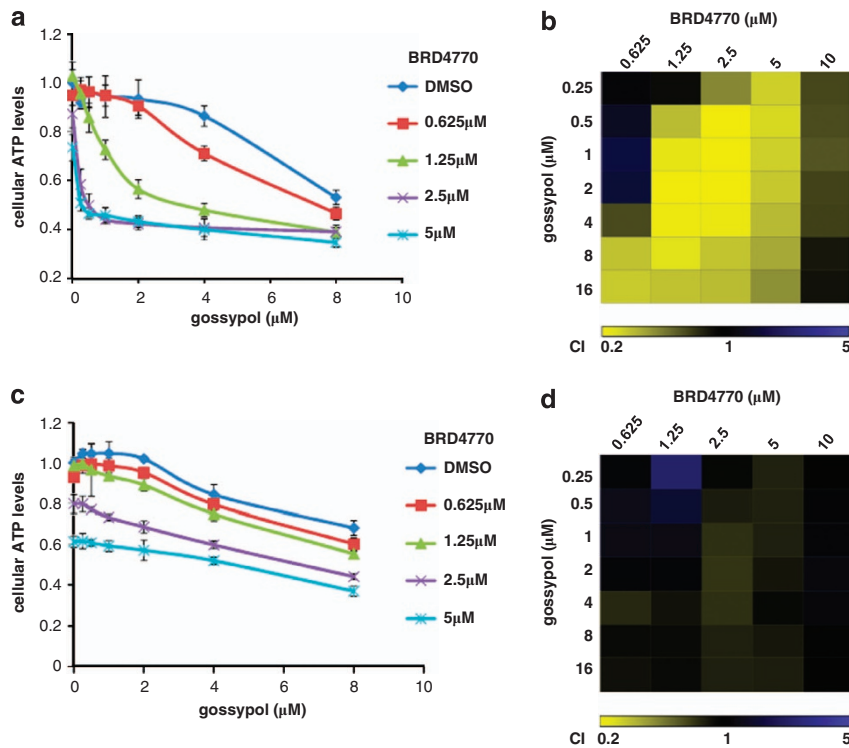 a
1.2
1.0
0.8
0.6
0.4
0.2
cellular ATP levels
0
2
4
6
8
10
gossypol (μM)
BRD4770
DMSO
0.625μM
1.25μM
2.5μM
5μM
b
BRD4770 (μM)
0.625
1.25
2.5
5
10
gossypol (μM)
0.25
0.5
1
2
4
8
16
CI
0.2
1
5
c
1.2
1.0
0.8
0.6
0.4
0.2
0
cellular ATP levels
0
2
4
6
8
10
gossypol (μM)
BRD4770
DMSO
0.625μM
1.25μM
2.5μM
5μM
d
BRD4770 (μM)
0.625
1.25
2.5
5
10
gossypol (μM)
0.25
0.5
1
2
4
8
16
CI
0.2
1
5